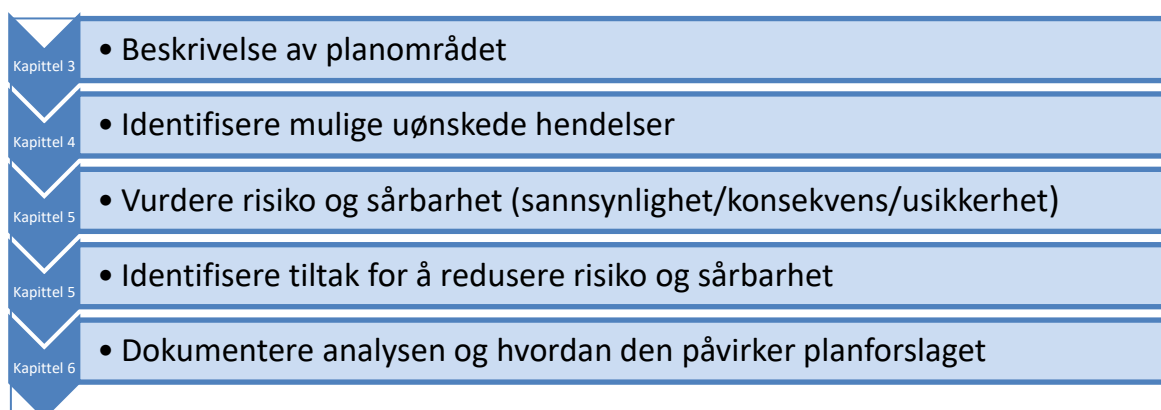 Kapittel 3
• Beskrivelse av planområdet
Kapittel 4
• Identifisere mulige uønskede hendelser
Kapittel 5
• Vurdere risiko og sårbarhet (sannsynlighet/konsekvens/usikkerhet)
Kapittel 5
• Identifisere tiltak for å redusere risiko og sårbarhet
Kapittel 6
• Dokumentere analysen og hvordan den påvirker planforslaget